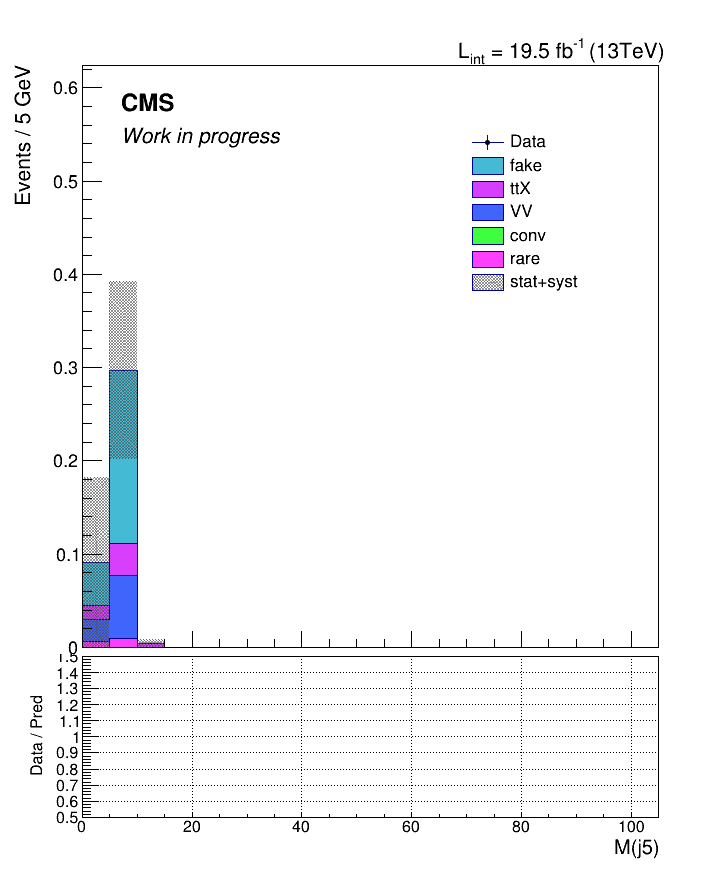 L_int = 19.5 fb^-1 (13TeV)
Events / 5 GeV
0.6
0.5
0.4
0.3
0.2
0.1
0
CMS
Work in progress
Data
fake
ttX
VV
conv
rare
stat+syst
Data / Pred
1.5
1.4
1.3
1.2
1.1
1
0.9
0.8
0.7
0.6
0.5
0 20 40 60 80 100
M(j5)